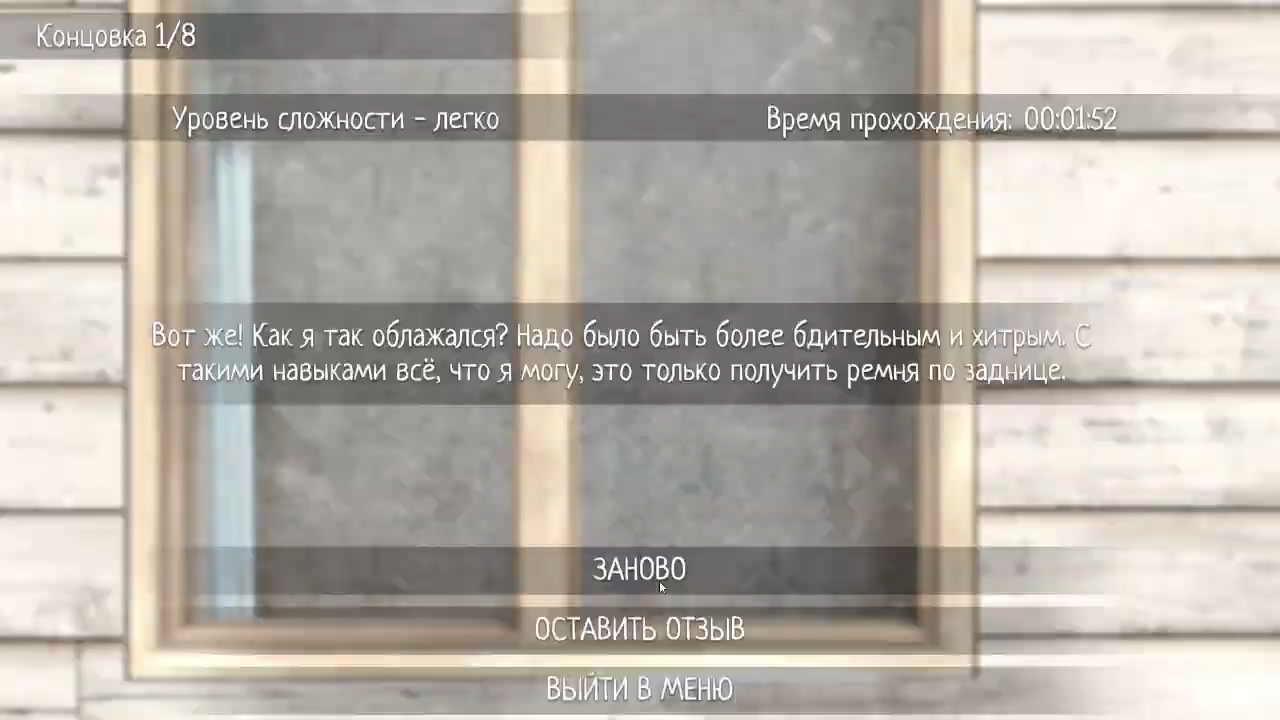 Концовка 1/8
Уровень сложности - легко
Время прохождения: 00:01:52
Вот же! Как я так облажался? Надо было быть более бдительным и хитрым. С
такими навыками всё, что я могу, это только получить ремня по заднице.
ЗАНОВО
ОСТАВИТЬ ОТЗЫВ
ВЫЙТИ В МЕНЮ